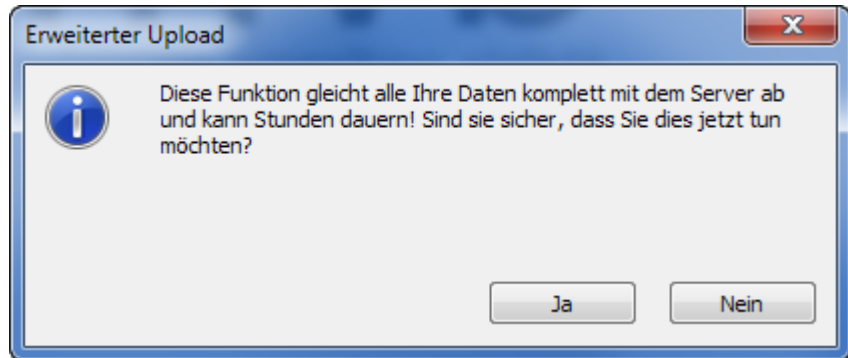 Erweiterter Upload
Diese Funktion gleicht alle Ihre Daten komplett mit dem Server ab
und kann Stunden dauern! Sind sie sicher, dass Sie dies jetzt tun
möchten?
Ja Nein